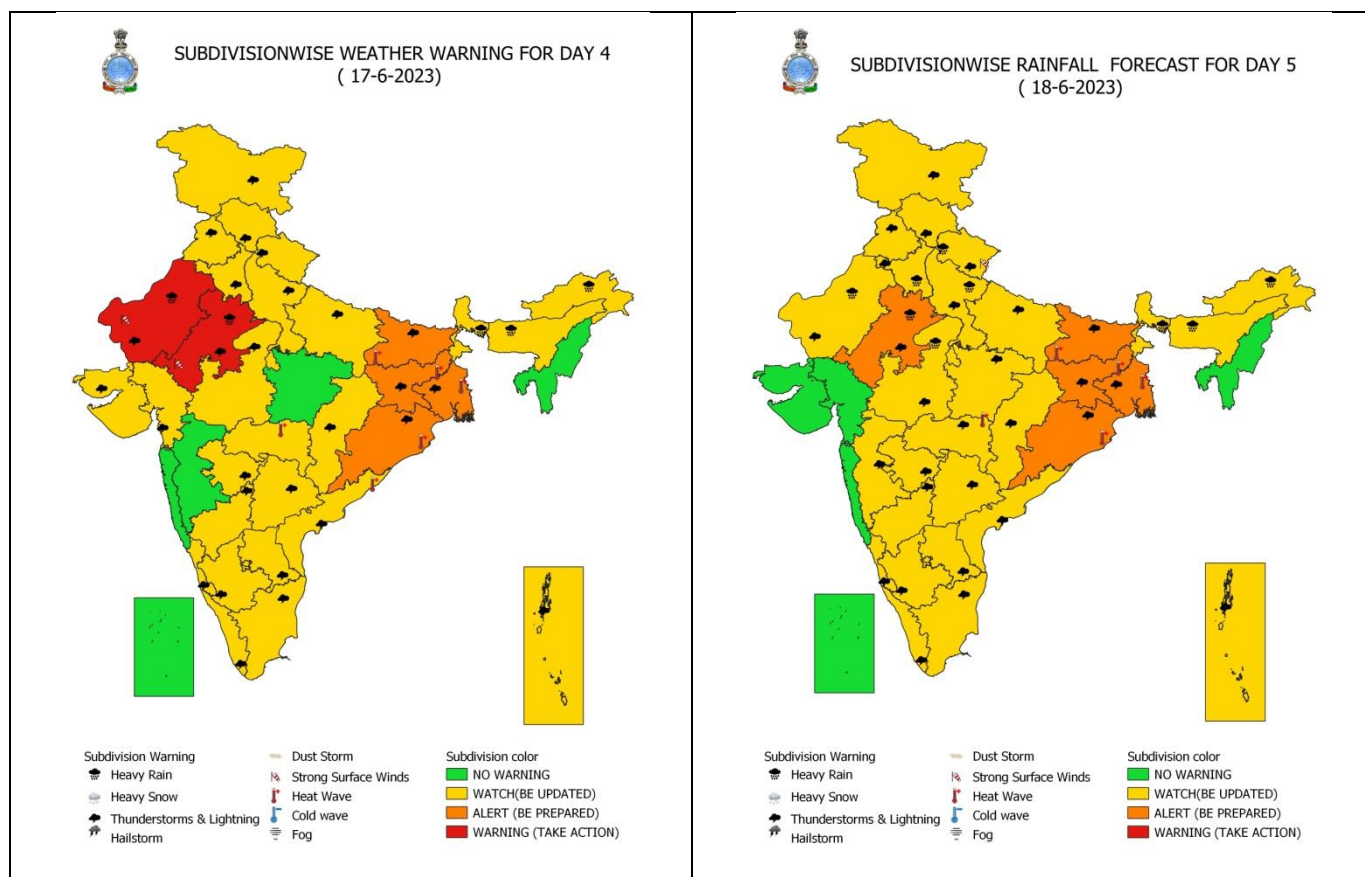 SUBDIVISIONWISE WEATHER WARNING FOR DAY 4
( 17-6-2023)
Subdivision Warning
Heavy Rain
Heavy Snow
Thunderstorms & Lightning
Hailstorm
Dust Storm
Strong Surface Winds
Heat Wave
Cold wave
Fog
Subdivision color
NO WARNING
WATCH(BE UPDATED)
ALERT (BE PREPARED)
WARNING (TAKE ACTION)
SUBDIVISIONWISE RAINFALL FORECAST FOR DAY 5
( 18-6-2023)
Subdivision Warning
Heavy Rain
Heavy Snow
Thunderstorms & Lightning
Hailstorm
Dust Storm
Strong Surface Winds
Heat Wave
Cold wave
Fog
Subdivision color
NO WARNING
WATCH(BE UPDATED)
ALERT (BE PREPARED)
WARNING (TAKE ACTION)